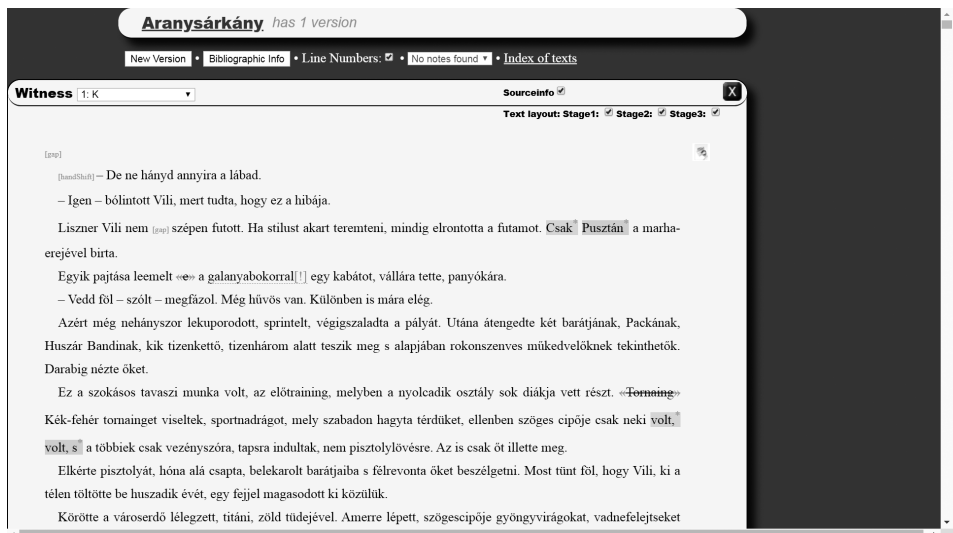 Aranysárkány has 1 version
New Version • Bibliographic Info • Line Numbers: • No notes found ▼ • Index of texts
Witness 1: K ▼ Sourceinfo X
Text layout: Stage1: Stage2: Stage3:
[gap]
[handShift] – De ne hányd annyira a lábad.
– Igen – bólintott Vili, mert tudta, hogy ez a hibája.
Liszner Vili nem [gap] szépen futott. Ha stilust akart teremteni, mindig elrontotta a futamot. Csak* Pusztán* a marha-
erejével birta.
Egyik pajtása leemelt «e» a galanyabokorral[!] egy kabátot, vállára tette, panyókára.
– Vedd föl – szólt – megfázol. Még hüvös van. Különben is mára elég.
Azért még nehányszor lekuporodott, sprintelt, végigszaladta a pályát. Utána átengedte két barátjának, Packának,
Huszár Bandinak, kik tizenkettő, tizenhárom alatt teszik meg s alapjában rokonszenves műkedvelőknek tekinthetők.
Darabig nézte őket.
Ez a szokásos tavaszi munka volt, az előtraining, melyben a nyolcadik osztály sok diákja vett részt. «Tornaing»
Kék-fehér tornainget viseltek, sportnadrágot, mely szabadon hagyta térdüket, ellenben szöges cipője csak neki volt,*
volt, s* a többiek csak vezényszóra, tapsra indultak, nem pisztolylövésre. Az is csak őt illette meg.
Elkérte pisztolyát, hóna alá csapta, belekarolt barátjaiba s félrevonta őket beszélgetni. Most tünt föl, hogy Vili, ki a
télen töltötte be huszadik évét, egy fejjel magasodott ki közülük.
Körötte a városerdő lélegzett, titáni, zöld tüdejével. Amerre lépett, szögescipője gyöngyvirágokat, vadnefelejtseket